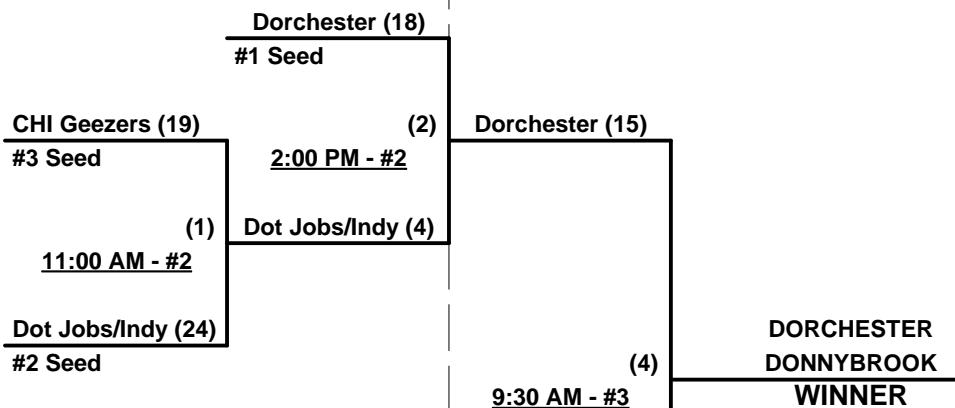 Dorchester (18)
#1 Seed
CHI Geezers (19)
#3 Seed
(2)
2:00 PM - #2
Dorchester (15)
(1)
11:00 AM - #2
Dot Jobs/Indy (4)
Dot Jobs/Indy (24)
#2 Seed
(4)
9:30 AM - #3
DORCHESTER
DONNYBROOK
WINNER